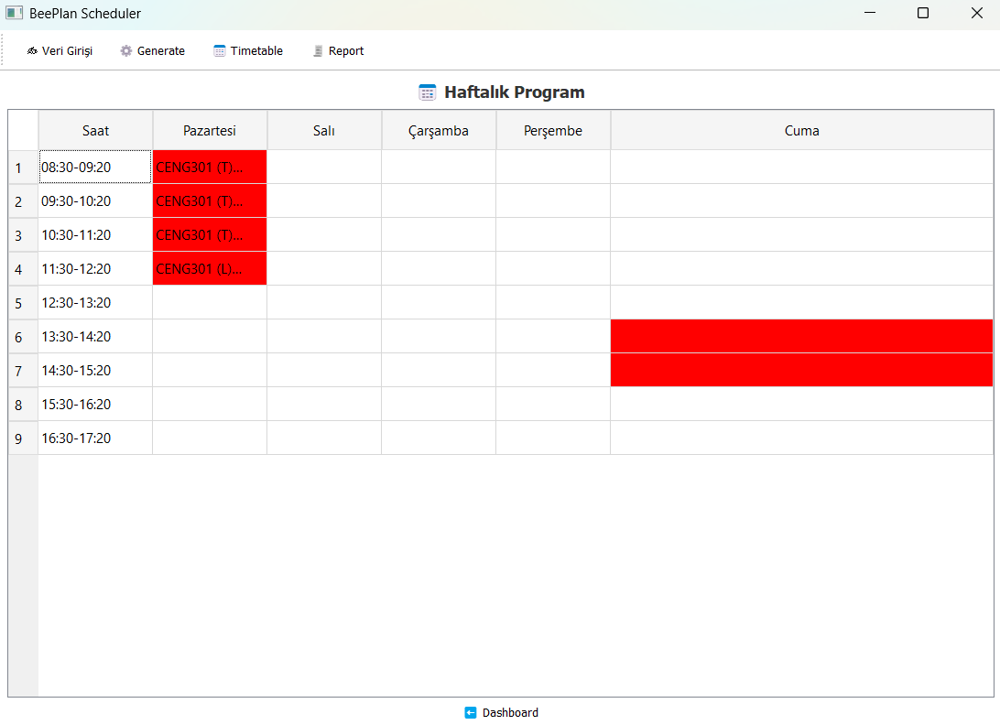 BeePlan Scheduler
Veri Girişi Generate Timetable Report
Haftalık Program
Saat Pazartesi Salı Çarşamba Perşembe Cuma
1 08:30-09:20 CENG301 (T)...
2 09:30-10:20 CENG301 (T)...
3 10:30-11:20 CENG301 (T)...
4 11:30-12:20 CENG301 (L)...
5 12:30-13:20
6 13:30-14:20
7 14:30-15:20
8 15:30-16:20
9 16:30-17:20
Dashboard